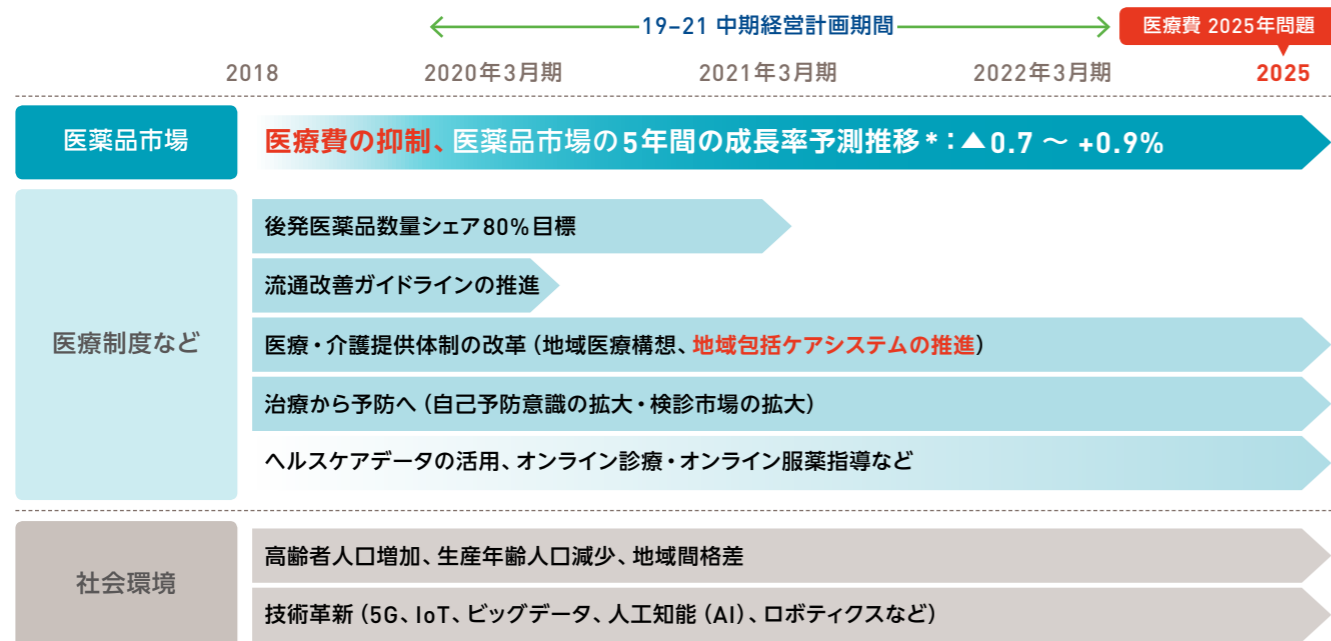 19–21 中期経営計画期間
医療費 2025年問題
2018
2020年3月期
2021年3月期
2022年3月期
2025
医薬品市場
医療費の抑制、医薬品市場の5年間の成長率予測推移*:▲0.7 ～ +0.9%
医療制度など
後発医薬品数量シェア80%目標
流通改善ガイドラインの推進
医療・介護提供体制の改革(地域医療構想、地域包括ケアシステムの推進)
治療から予防へ(自己予防意識の拡大・検診市場の拡大)
ヘルスケアデータの活用、オンライン診療・オンライン服薬指導など
社会環境
高齢者人口増加、生産年齢人口減少、地域間格差
技術革新(5G、IoT、ビッグデータ、人工知能(AI)、ロボティクスなど)